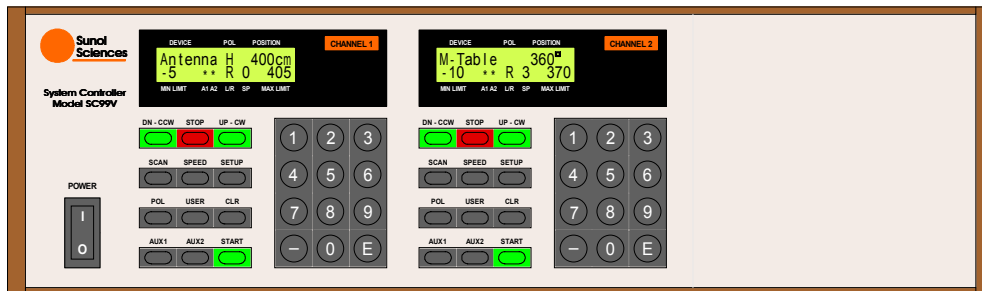 Sunol
Sciences
System Controller
Model SC99V
POWER
I
O
DEVICE POL POSITION
CHANNEL 1
Antenna H 400cm
-5 ** R 0 405
MIN LIMIT A1 A2 L/R SP MAX LIMIT
DN - CCW STOP UP - CW
SCAN SPEED SETUP
POL USER CLR
AUX1 AUX2 START
1 2 3
4 5 6
7 8 9
– 0 E
DEVICE POL POSITION
CHANNEL 2
M-Table 360¤
-10 ** R 3 370
MIN LIMIT A1 A2 L/R SP MAX LIMIT
DN - CCW STOP UP - CW
SCAN SPEED SETUP
POL USER CLR
AUX1 AUX2 START
1 2 3
4 5 6
7 8 9
– 0 E